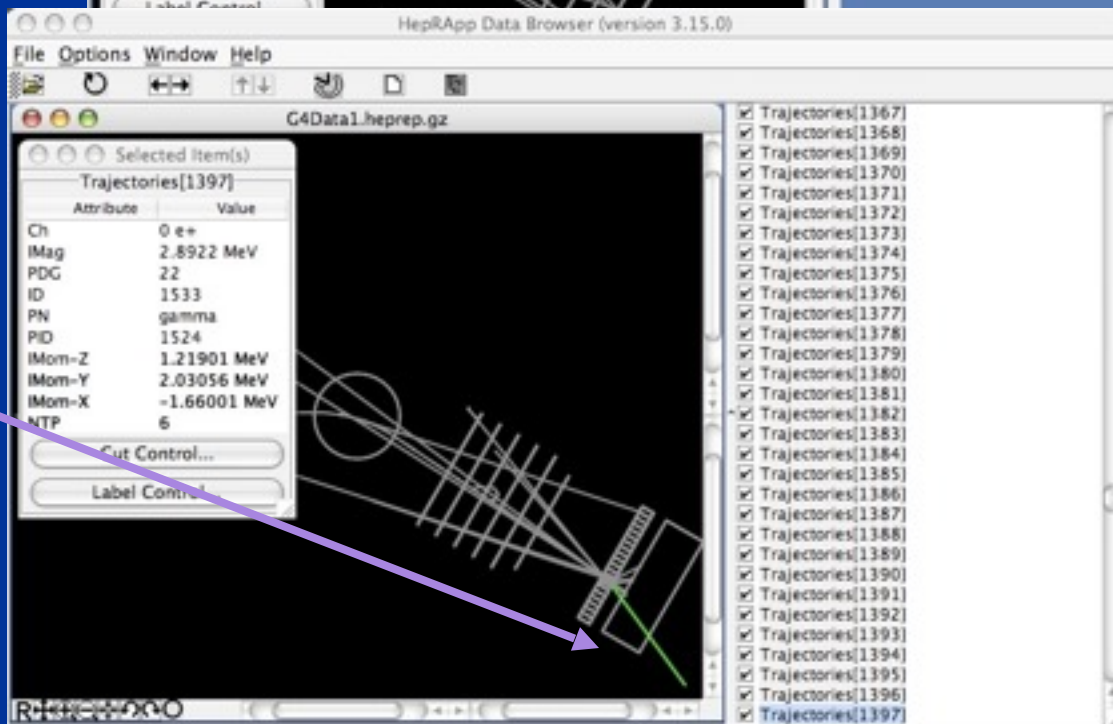 Label Control
HepRApp Data Browser (version 3.15.0)
File Options Window Help
G4Data1.heprep.gz
Selected Item(s)
Trajectories[1397]
Attribute Value
Ch 0 e+
IMag 2.8922 MeV
PDG 22
ID 1533
PN gamma
PID 1524
IMom-Z 1.21901 MeV
IMom-Y 2.03056 MeV
IMom-X -1.66001 MeV
NTP 6
Cut Control...
Label Control...
Trajectories[1367]
Trajectories[1368]
Trajectories[1369]
Trajectories[1370]
Trajectories[1371]
Trajectories[1372]
Trajectories[1373]
Trajectories[1374]
Trajectories[1375]
Trajectories[1376]
Trajectories[1377]
Trajectories[1378]
Trajectories[1379]
Trajectories[1380]
Trajectories[1381]
Trajectories[1382]
Trajectories[1383]
Trajectories[1384]
Trajectories[1385]
Trajectories[1386]
Trajectories[1387]
Trajectories[1388]
Trajectories[1389]
Trajectories[1390]
Trajectories[1391]
Trajectories[1392]
Trajectories[1393]
Trajectories[1394]
Trajectories[1395]
Trajectories[1396]
Trajectories[1397]
R